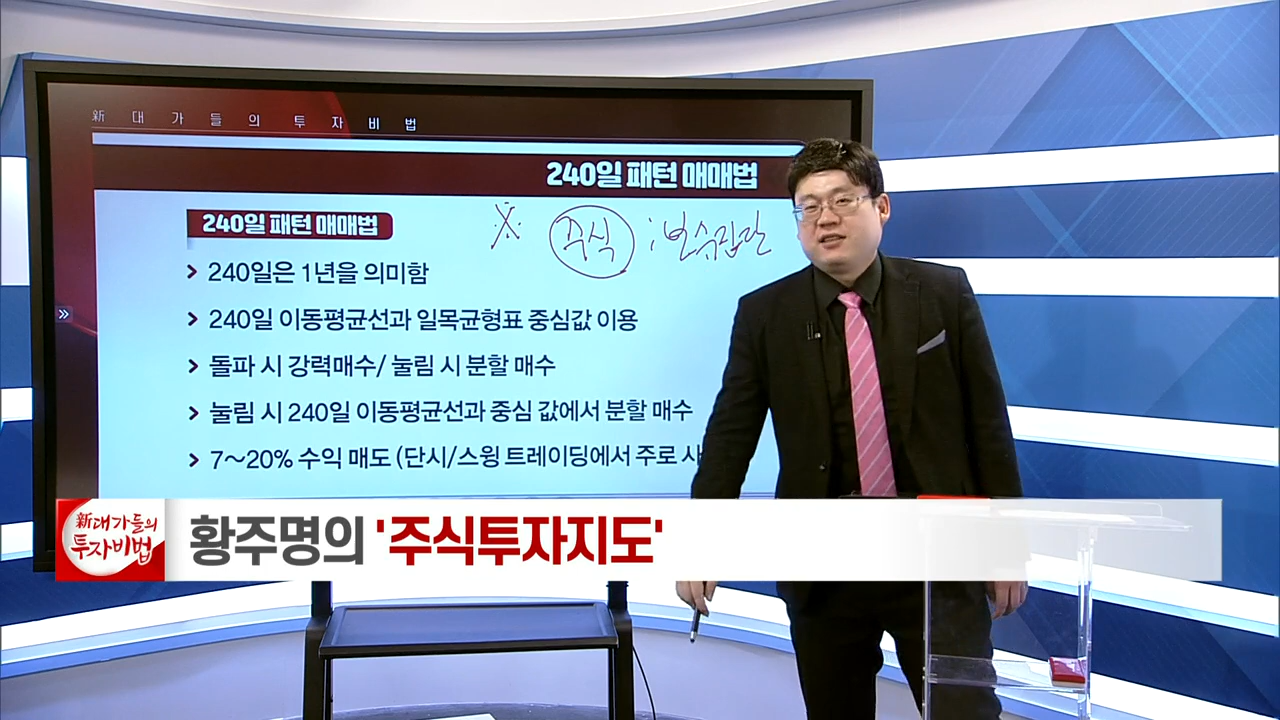 新 대 가 들 의 투 자 비 법
240일 패턴 매매법
240일 패턴 매매법
※ 주식 : 보수집단
> 240일은 1년을 의미함
> 240일 이동평균선과 일목균형표 중심값 이용
> 돌파 시 강력매수/ 눌림 시 분할 매수
> 눌림 시 240일 이동평균선과 중심 값에서 분할 매수
> 7~20% 수익 매도 (단시/스윙 트레이딩에서 주로 사
»
新대가들의
투자비법
황주명의 '주식투자지도'